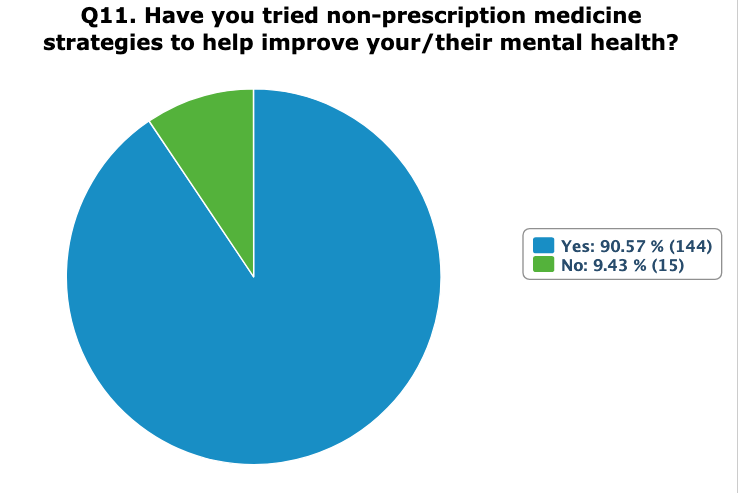 Q11. Have you tried non-prescription medicine
strategies to help improve your/their mental health?
Yes: 90.57 % (144)
No: 9.43 % (15)